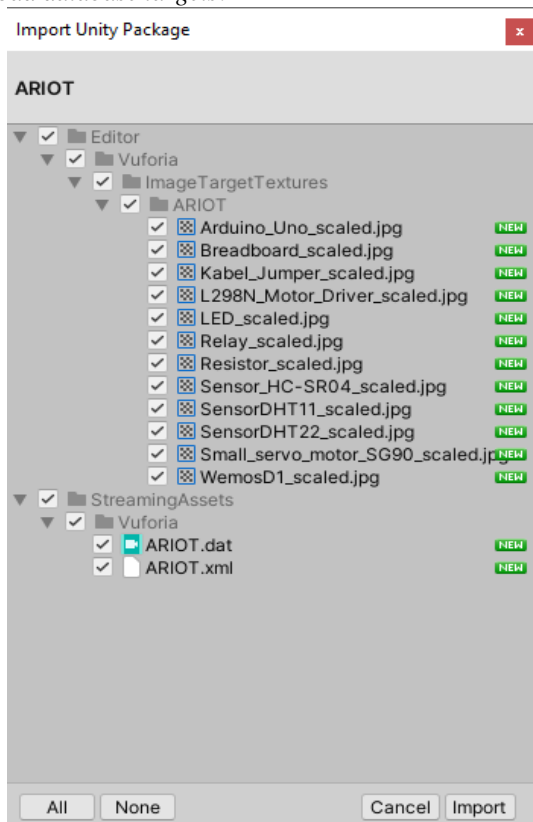 database targets.
Import Unity Package
x
ARIOT
Editor
Vuforia
ImageTargetTextures
ARIOT
Arduino_Uno_scaled.jpg NEW
Breadboard_scaled.jpg NEW
Kabel_Jumper_scaled.jpg NEW
L298N_Motor_Driver_scaled.jpg NEW
LED_scaled.jpg NEW
Relay_scaled.jpg NEW
Resistor_scaled.jpg NEW
Sensor_HC-SR04_scaled.jpg NEW
SensorDHT11_scaled.jpg NEW
SensorDHT22_scaled.jpg NEW
Small_servo_motor_SG90_scaled.jpg NEW
WemosD1_scaled.jpg NEW
StreamingAssets
Vuforia
ARIOT.dat NEW
ARIOT.xml NEW
All None Cancel Import